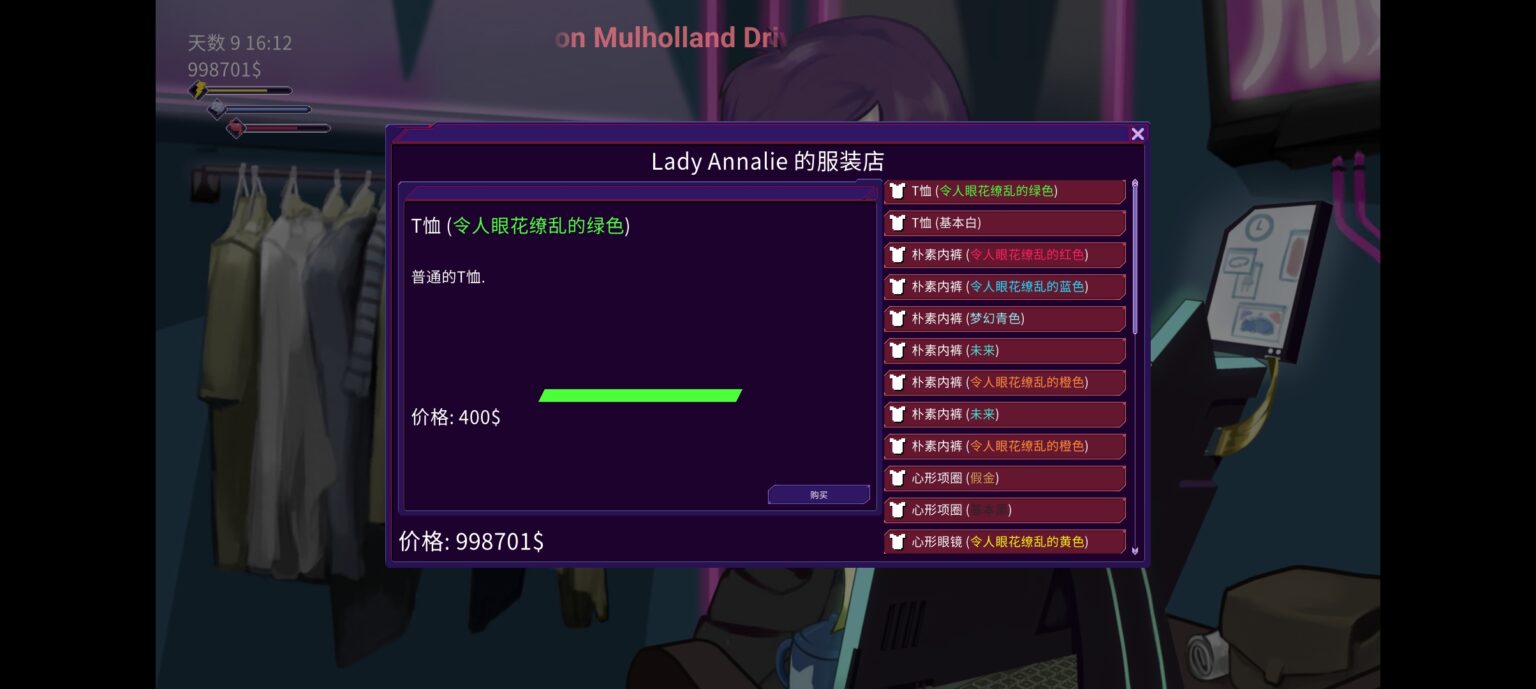 天数 9 16:12
998701$
on Mulholland Driv
Lady Annalie 的服装店
T恤 (令人眼花缭乱的绿色)
普通的T恤.
价格: 400$
购买
价格: 998701$
T恤 (令人眼花缭乱的绿色)
T恤 (基本白)
朴素内裤 (令人眼花缭乱的红色)
朴素内裤 (令人眼花缭乱的蓝色)
朴素内裤 (梦幻青色)
朴素内裤 (未来)
朴素内裤 (令人眼花缭乱的橙色)
朴素内裤 (未来)
朴素内裤 (令人眼花缭乱的橙色)
心形项圈 (假金)
心形项圈 (基本黑)
心形眼镜 (令人眼花缭乱的黄色)